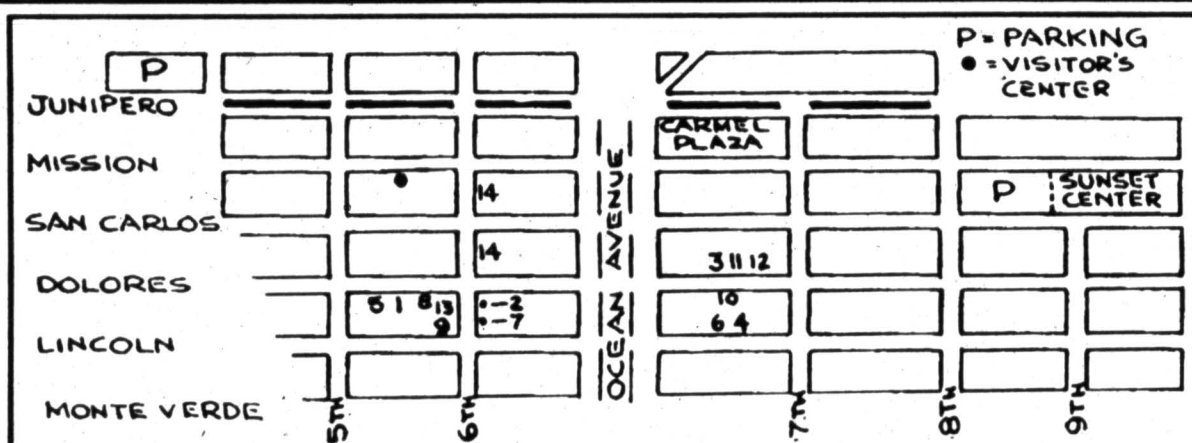 P = PARKING
● = VISITOR'S
CENTER
P
JUNIPERO
CARMEL
PLAZA
MISSION
14
P
SUNSET
CENTER
SAN CARLOS
14
3 11 12
DOLORES
5 1 8 13
9
•-2
•-7
10
6 4
LINCOLN
OCEAN AVENUE
MONTE VERDE
5TH
6TH
7TH
8TH
9TH